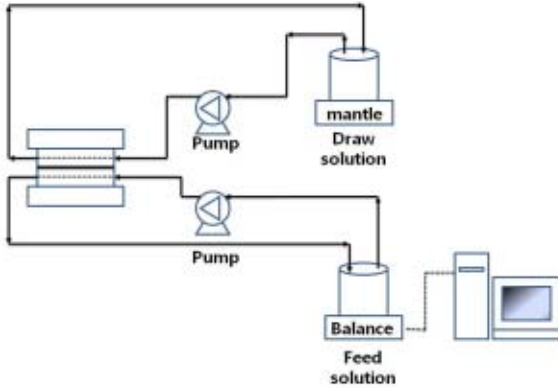 mantle
Draw
solution
Pump
Pump
Balance
Feed
solution